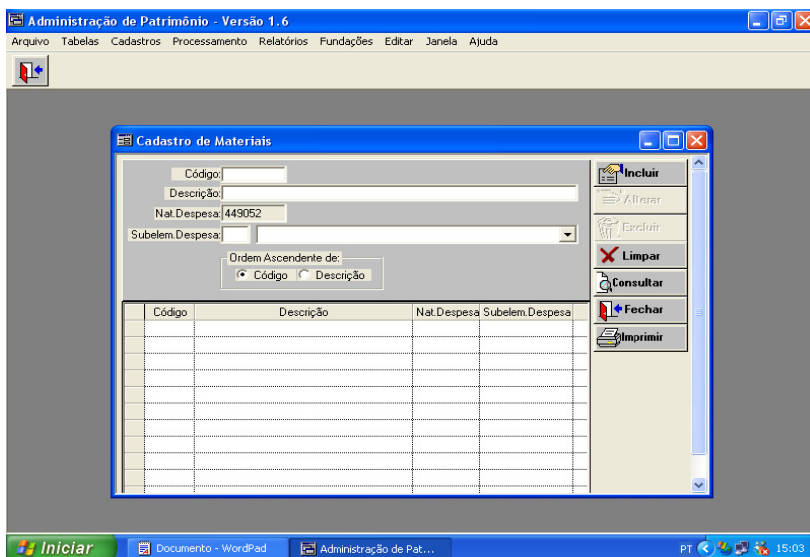 Administração de Patrimônio - Versão 1.6
Arquivo Tabelas Cadastros Processamento Relatórios Fundações Editar Janela Ajuda
Cadastro de Materiais
Código:
Incluir
Descrição:
Alterar
Nat.Despesa: 449052
Excluir
Subelem.Despesa:
Limpar
Ordem Ascendente de:
Código Descrição
Consultar
Código Descrição Nat.Despesa Subelem.Despesa
Fechar
Imprimir
Iniciar Documento - WordPad Administração de Pat... PT 15:03